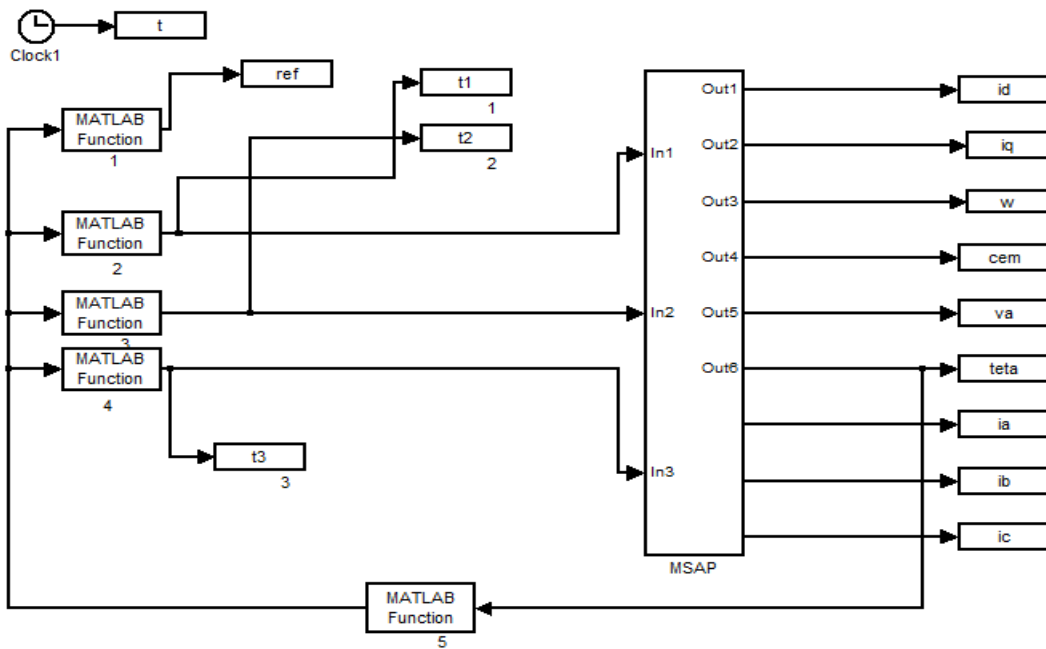 t
Clock1
ref
t1
1
t2
2
MATLAB
Function
1
MATLAB
Function
2
MATLAB
Function
3
MATLAB
Function
4
t3
3
In1
In2
In3
Out1
Out2
Out3
Out4
Out5
Out6
MSAP
id
iq
w
cem
va
teta
ia
ib
ic
MATLAB
Function
5